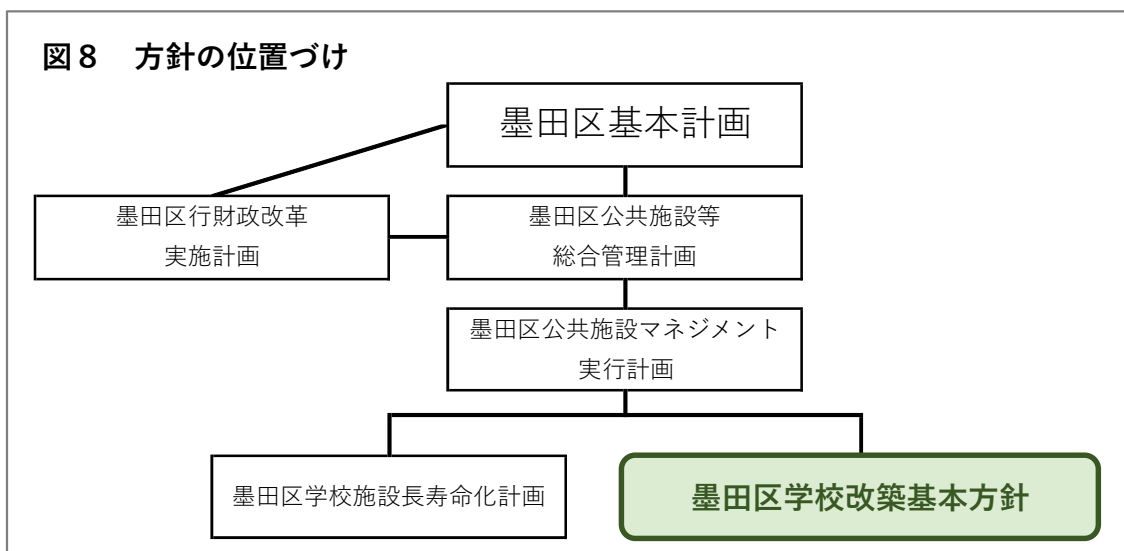 図８　方針の位置づけ
墨田区基本計画
墨田区行財政改革
実施計画
墨田区公共施設等
総合管理計画
墨田区公共施設マネジメント
実行計画
墨田区学校施設長寿命化計画
墨田区学校改築基本方針